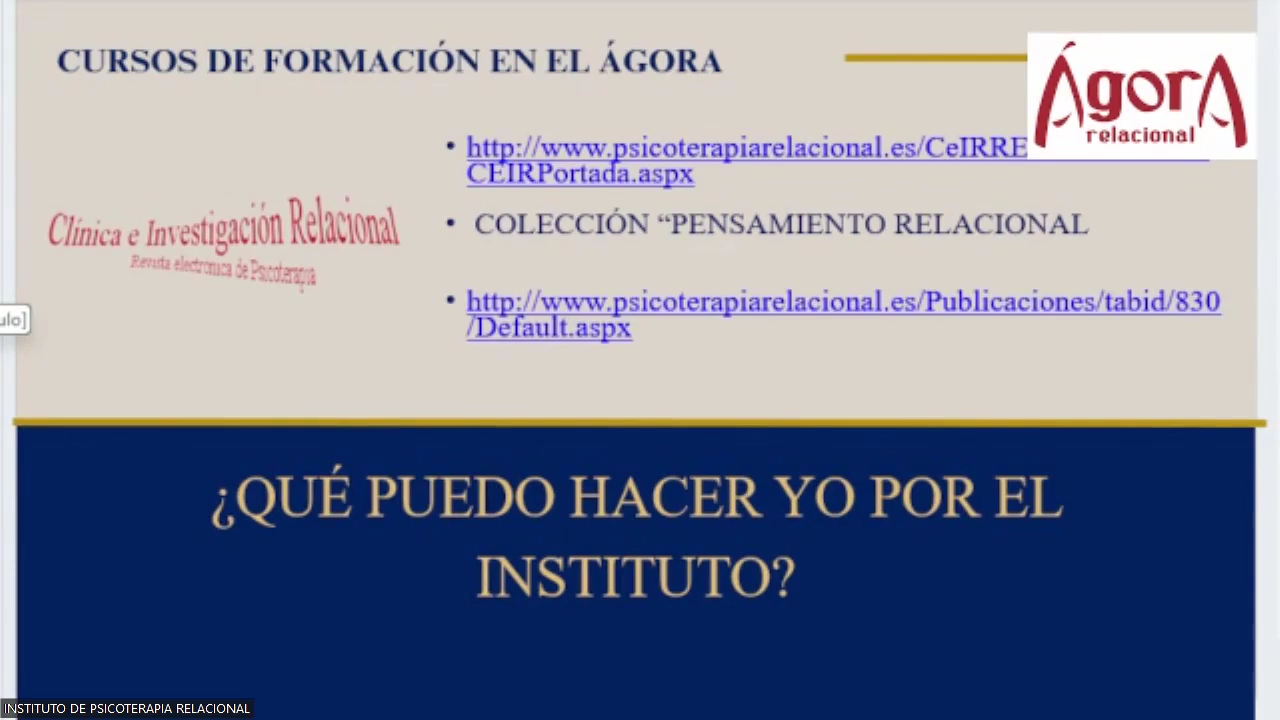 CURSOS DE FORMACIÓN EN EL ÁGORA
ÁgorA
relacional
• http://www.psicoterapiarelacional.es/CeIRRE
CEIRPortada.aspx
Clínica e Investigación Relacional
Revista electrónica de Psicoterapia
• COLECCIÓN “PENSAMIENTO RELACIONAL
• http://www.psicoterapiarelacional.es/Publicaciones/tabid/830
/Default.aspx
ulo]
¿QUÉ PUEDO HACER YO POR EL
INSTITUTO?
INSTITUTO DE PSICOTERAPIA RELACIONAL